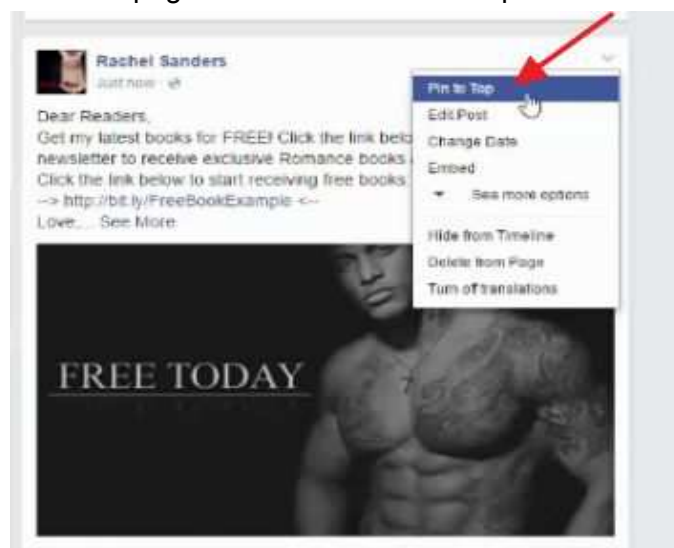 Rachel Sanders
Just now
Pin to Top
Dear Readers,
Edit Post
Get my latest books for FREE! Click the link belo
Change Date
newsletter to receive exclusive Romance books
Embed
Click the link below to start receiving free books
See more options
--> http://bit.ly/FreeBookExample <--
Love,... See More
Hide from Timeline
Delete from Page
Turn of translations
FREE TODAY